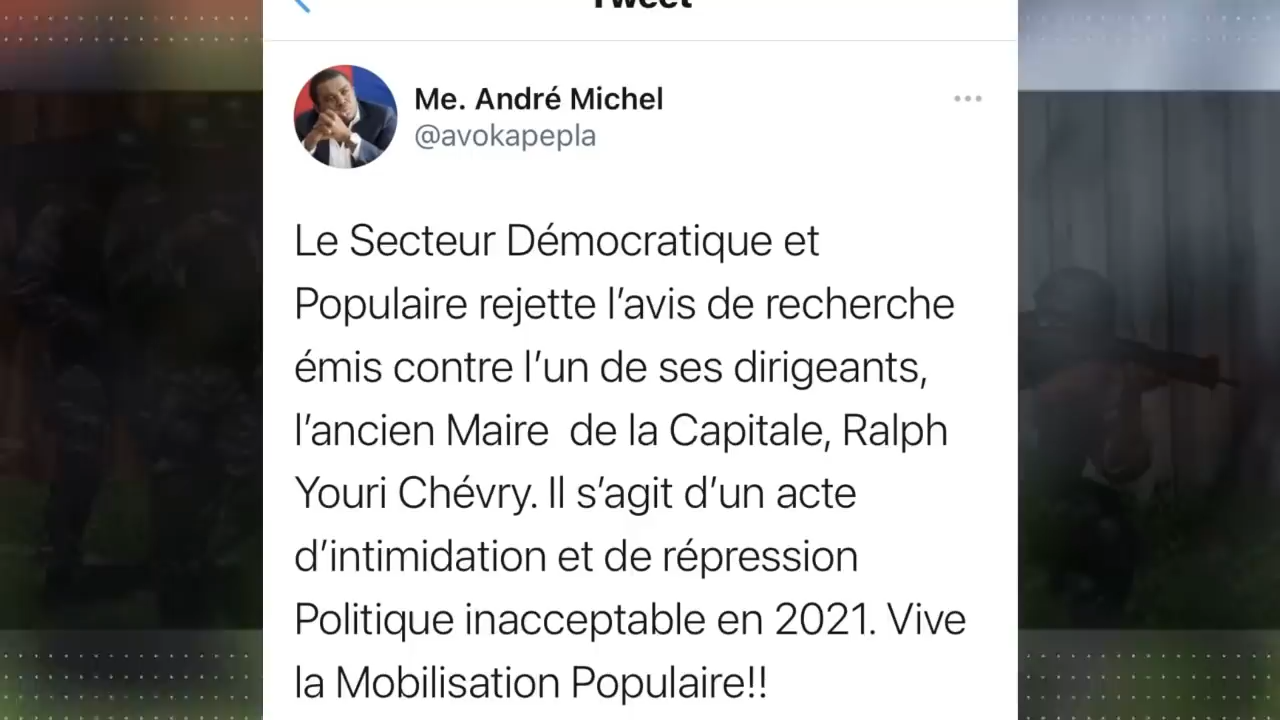 Tweet
Me. André Michel
@avokapepla
Le Secteur Démocratique et
Populaire rejette l’avis de recherche
émis contre l’un de ses dirigeants,
l’ancien Maire  de la Capitale, Ralph
Youri Chévry. Il s’agit d’un acte
d’intimidation et de répression
Politique inacceptable en 2021. Vive
la Mobilisation Populaire!!